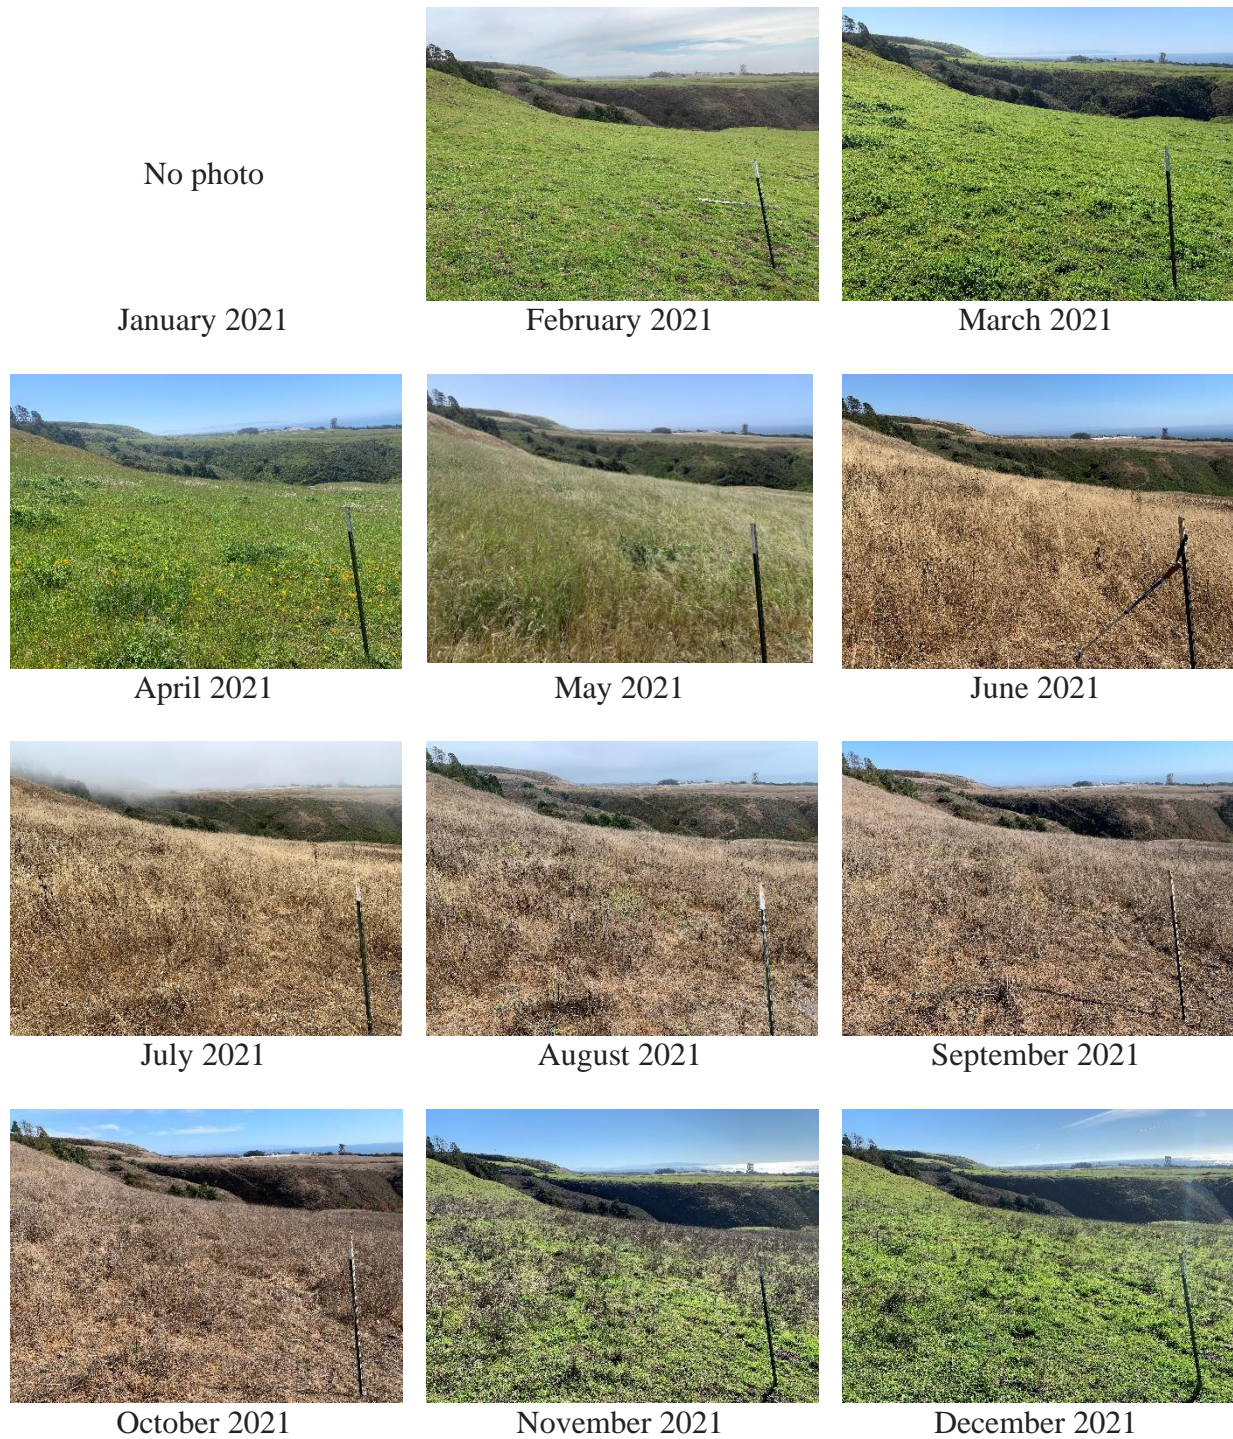 No photo
January 2021
February 2021
March 2021
April 2021
May 2021
June 2021
July 2021
August 2021
September 2021
October 2021
November 2021
December 2021